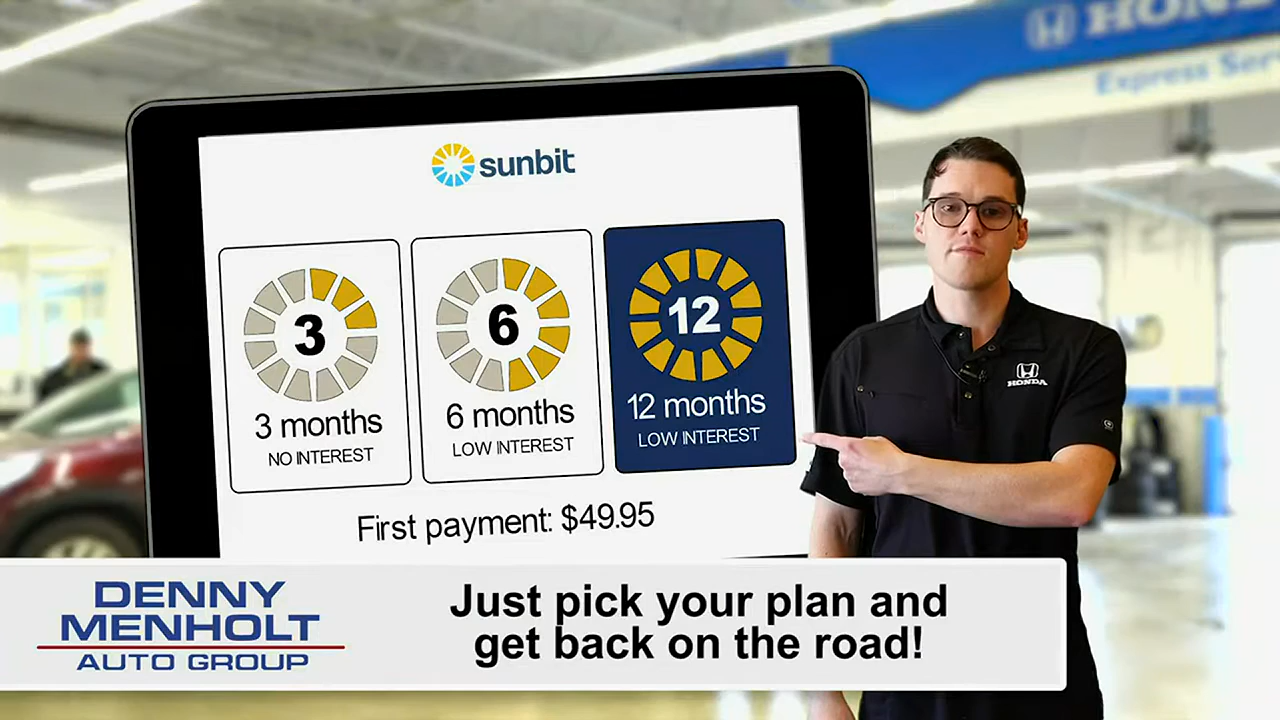 HONDA
Express Ser
sunbit
3
6
12
3 months
NO INTEREST
6 months
LOW INTEREST
12 months
LOW INTEREST
First payment: $49.95
HONDA
DENNY
MENHOLT
AUTO GROUP
Just pick your plan and
get back on the road!